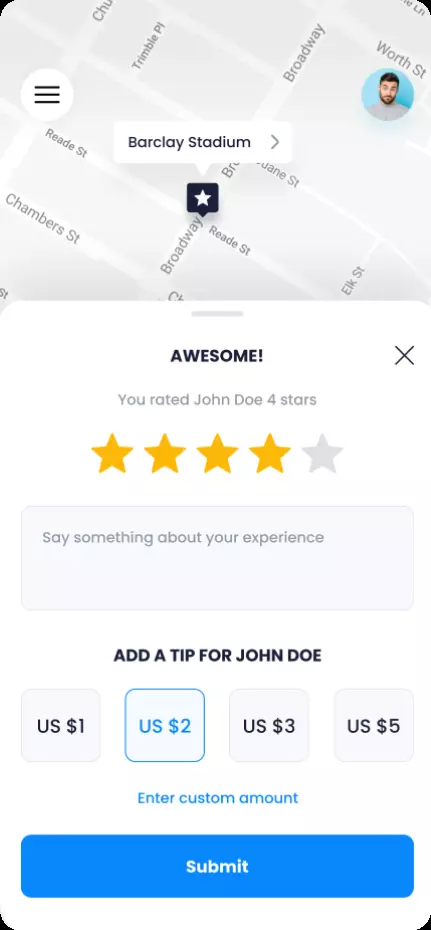 Chu
Trimble Pl
Broadway
Worth St
Reade St
Barclay Stadium
Duane St
Chambers St
Broadway
Reade St
Elk St
AWESOME!
You rated John Doe 4 stars
Say something about your experience
ADD A TIP FOR JOHN DOE
US $1
US $2
US $3
US $5
Enter custom amount
Submit